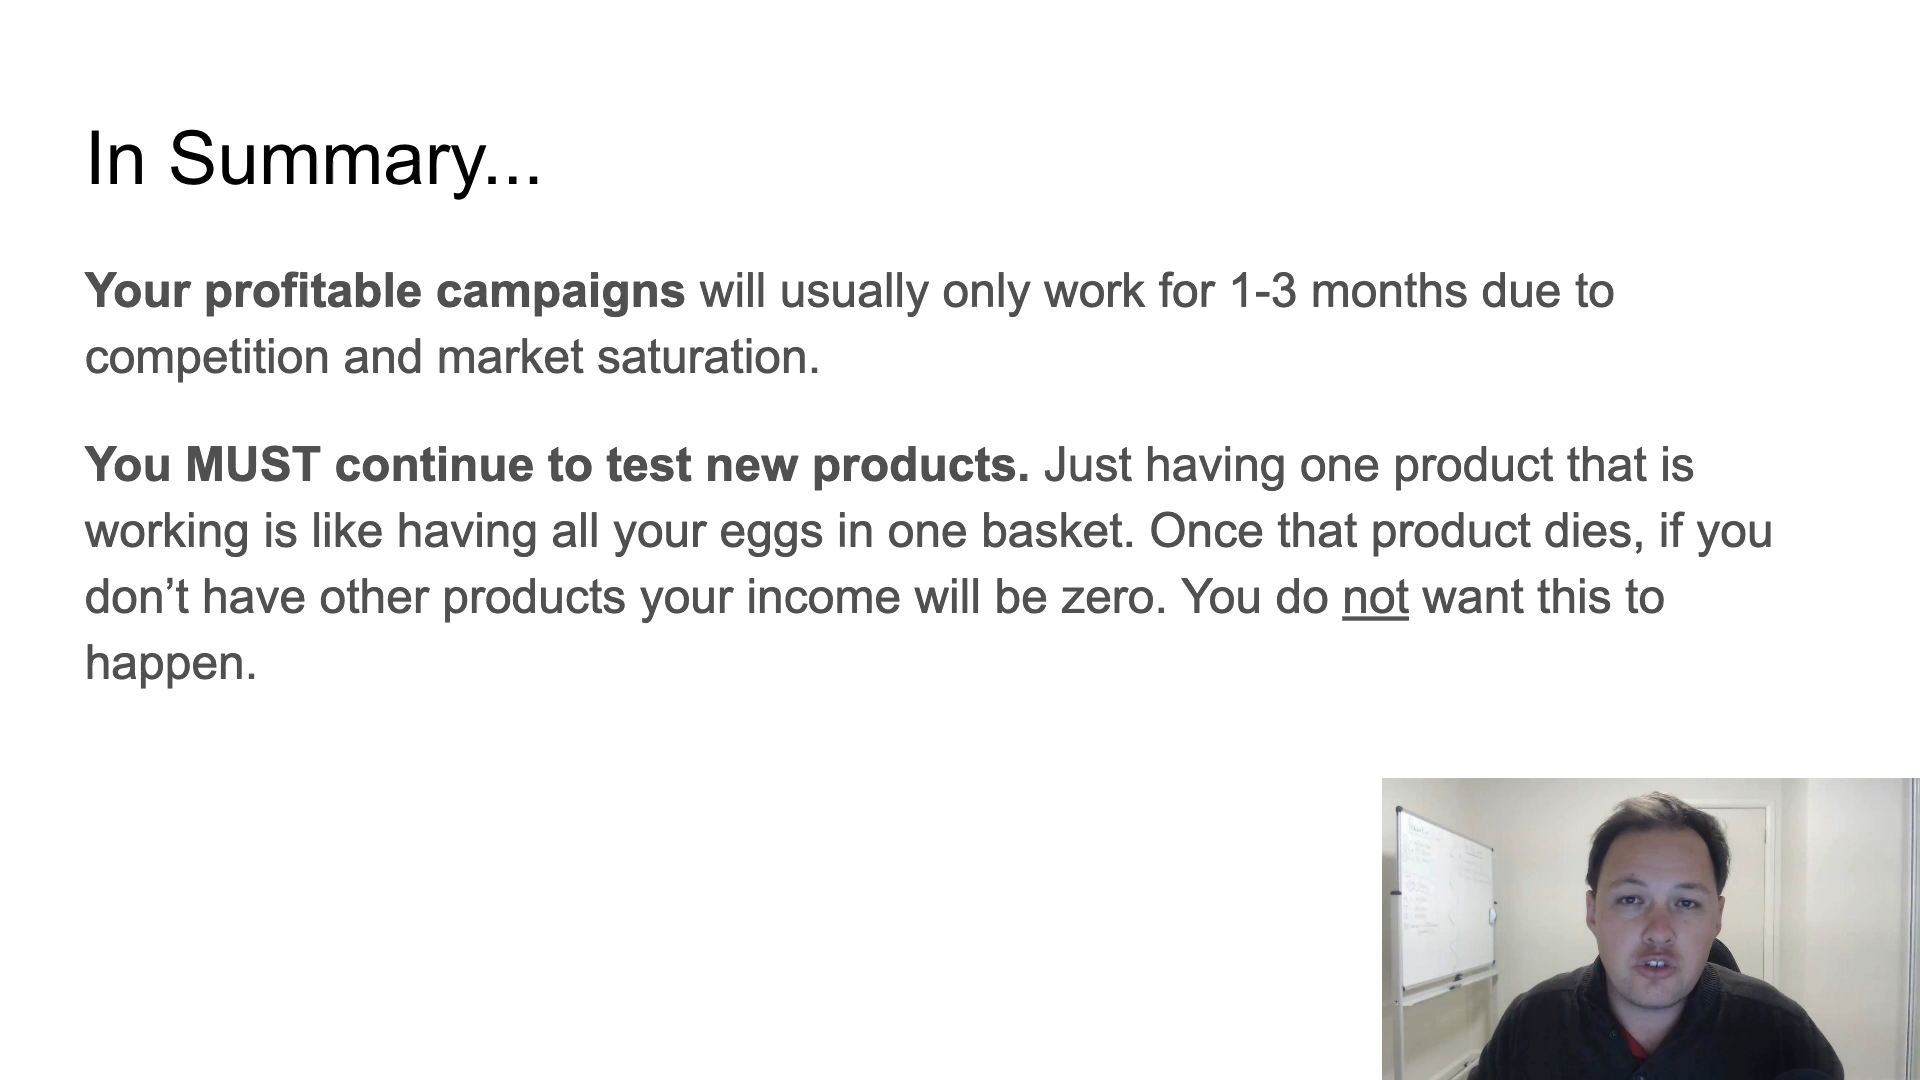 In Summary...
Your profitable campaigns will usually only work for 1-3 months due to
competition and market saturation.
You MUST continue to test new products. Just having one product that is
working is like having all your eggs in one basket. Once that product dies, if you
don’t have other products your income will be zero. You do not want this to
happen.